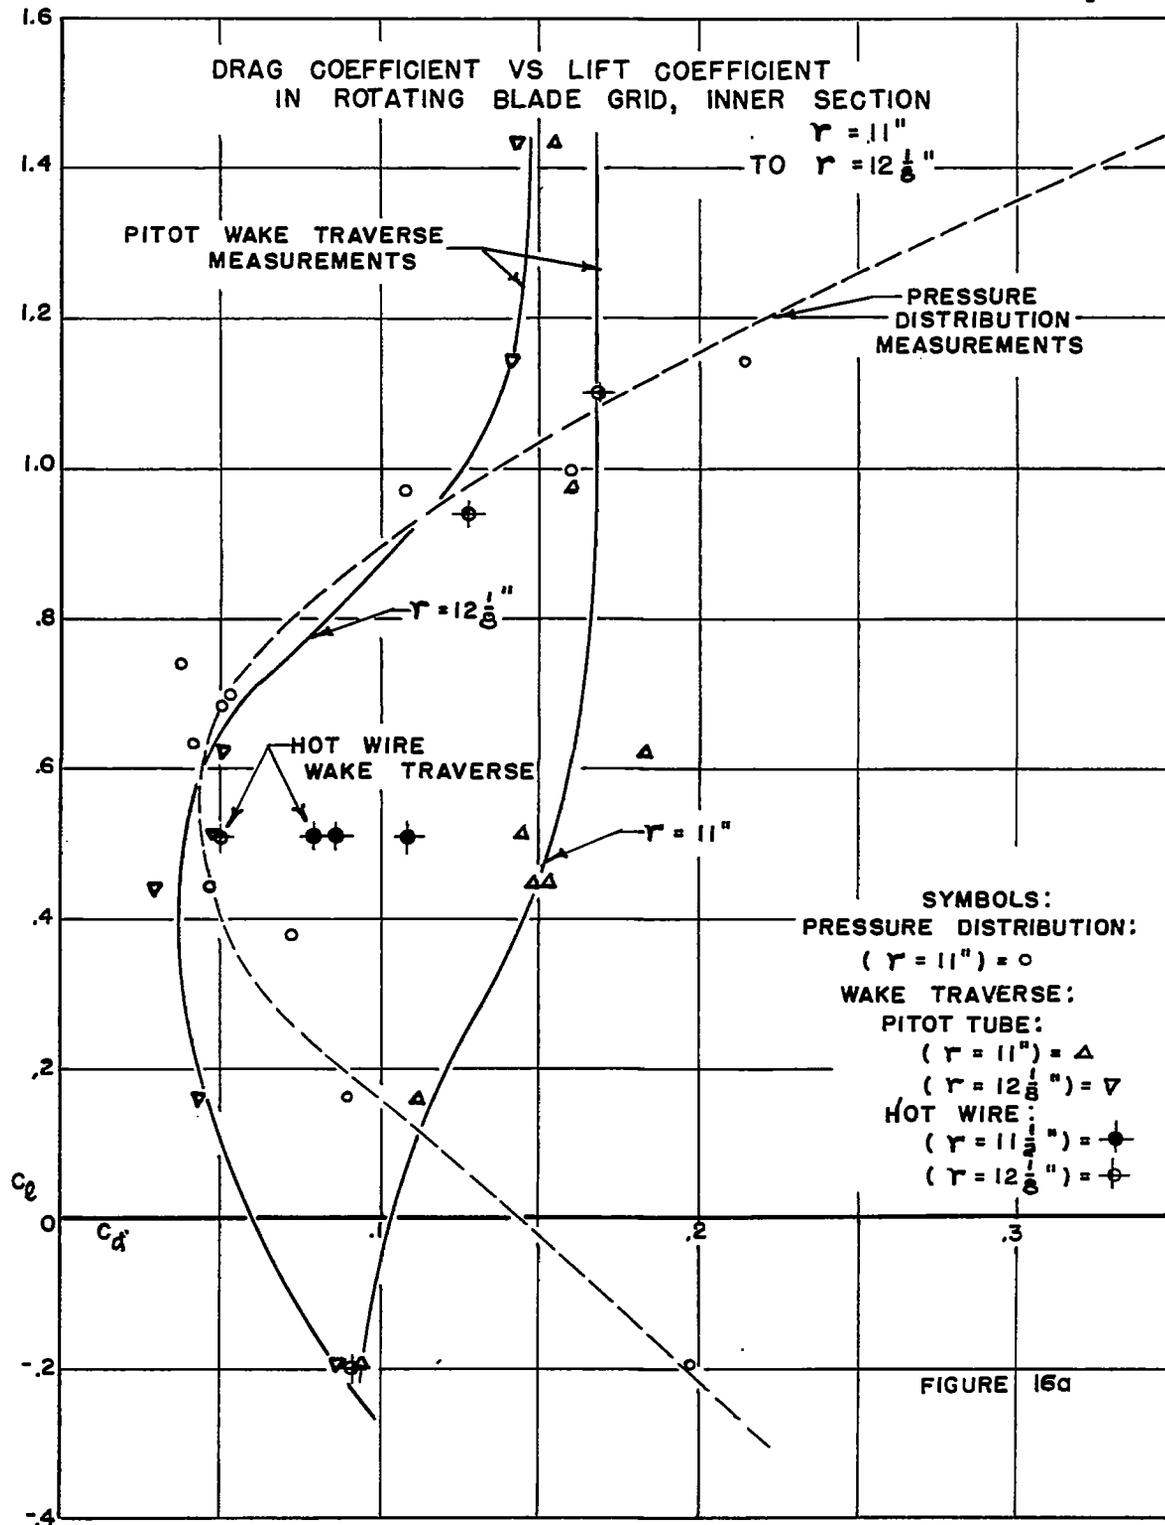 1.6
DRAG COEFFICIENT VS LIFT COEFFICIENT
IN ROTATING BLADE GRID, INNER SECTION
r = 11"
TO r = 12 1/8"
1.4
PITOT WAKE TRAVERSE
MEASUREMENTS
1.2
PRESSURE
DISTRIBUTION
MEASUREMENTS
1.0
.8
r = 12 1/8"
HOT WIRE
WAKE TRAVERSE
.6
r = 11"
.4
SYMBOLS:
PRESSURE DISTRIBUTION:
( r = 11" ) = o
WAKE TRAVERSE:
PITOT TUBE:
( r = 11" ) = △
.2
( r = 12 1/8" ) = ▽
HOT WIRE:
( r = 11 1/2" ) =
( r = 12 1/8" ) =
Cℓ
0
Cd
.1
.2
.3
-.2
FIGURE 16a
-.4